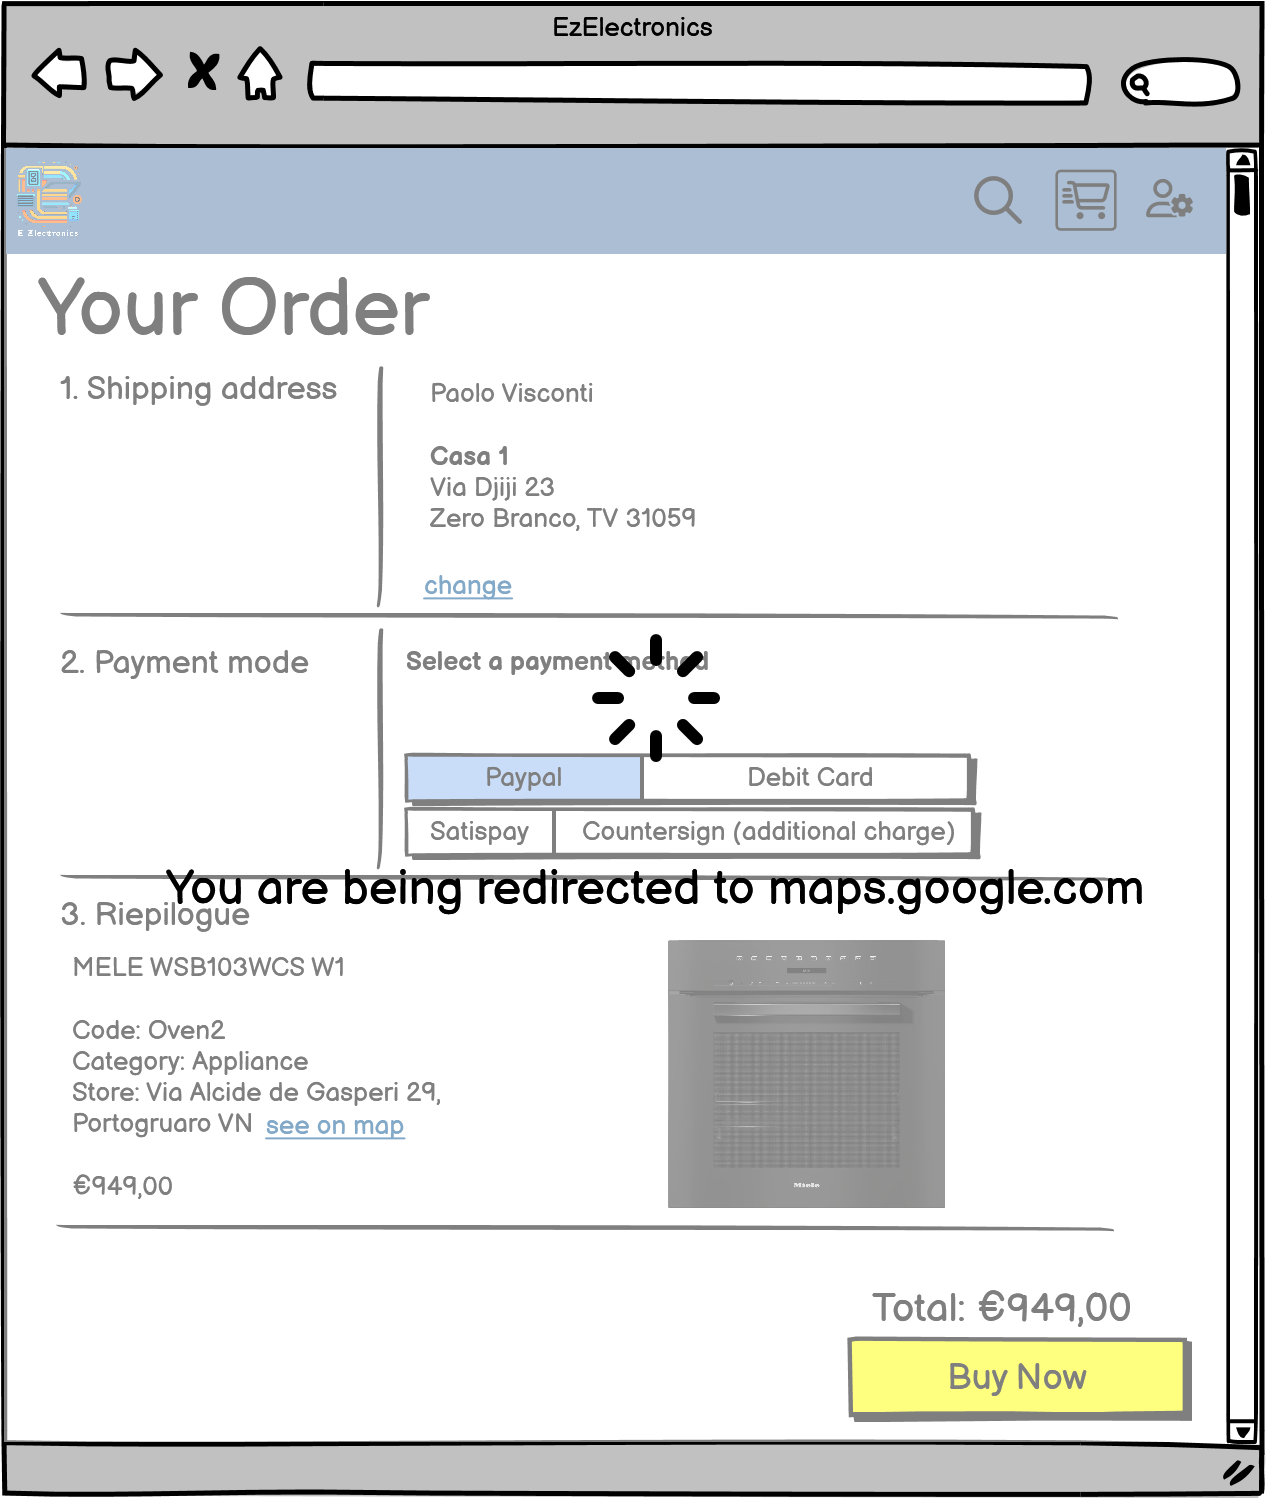 EzElectronics
E Zlectronics
Your Order
1. Shipping address
Paolo Visconti
Casa 1
Via Djiji 23
Zero Branco, TV 31059
change
2. Payment mode
Select a payment method
Paypal
Debit Card
Satispay
Countersign (additional charge)
You are being redirected to maps.google.com
3. Riepilogue
MELE WSB103WCS W1
Code: Oven2
Category: Appliance
Store: Via Alcide de Gasperi 29,
Portogruaro VN see on map
€949,00
Miele
Total: €949,00
Buy Now